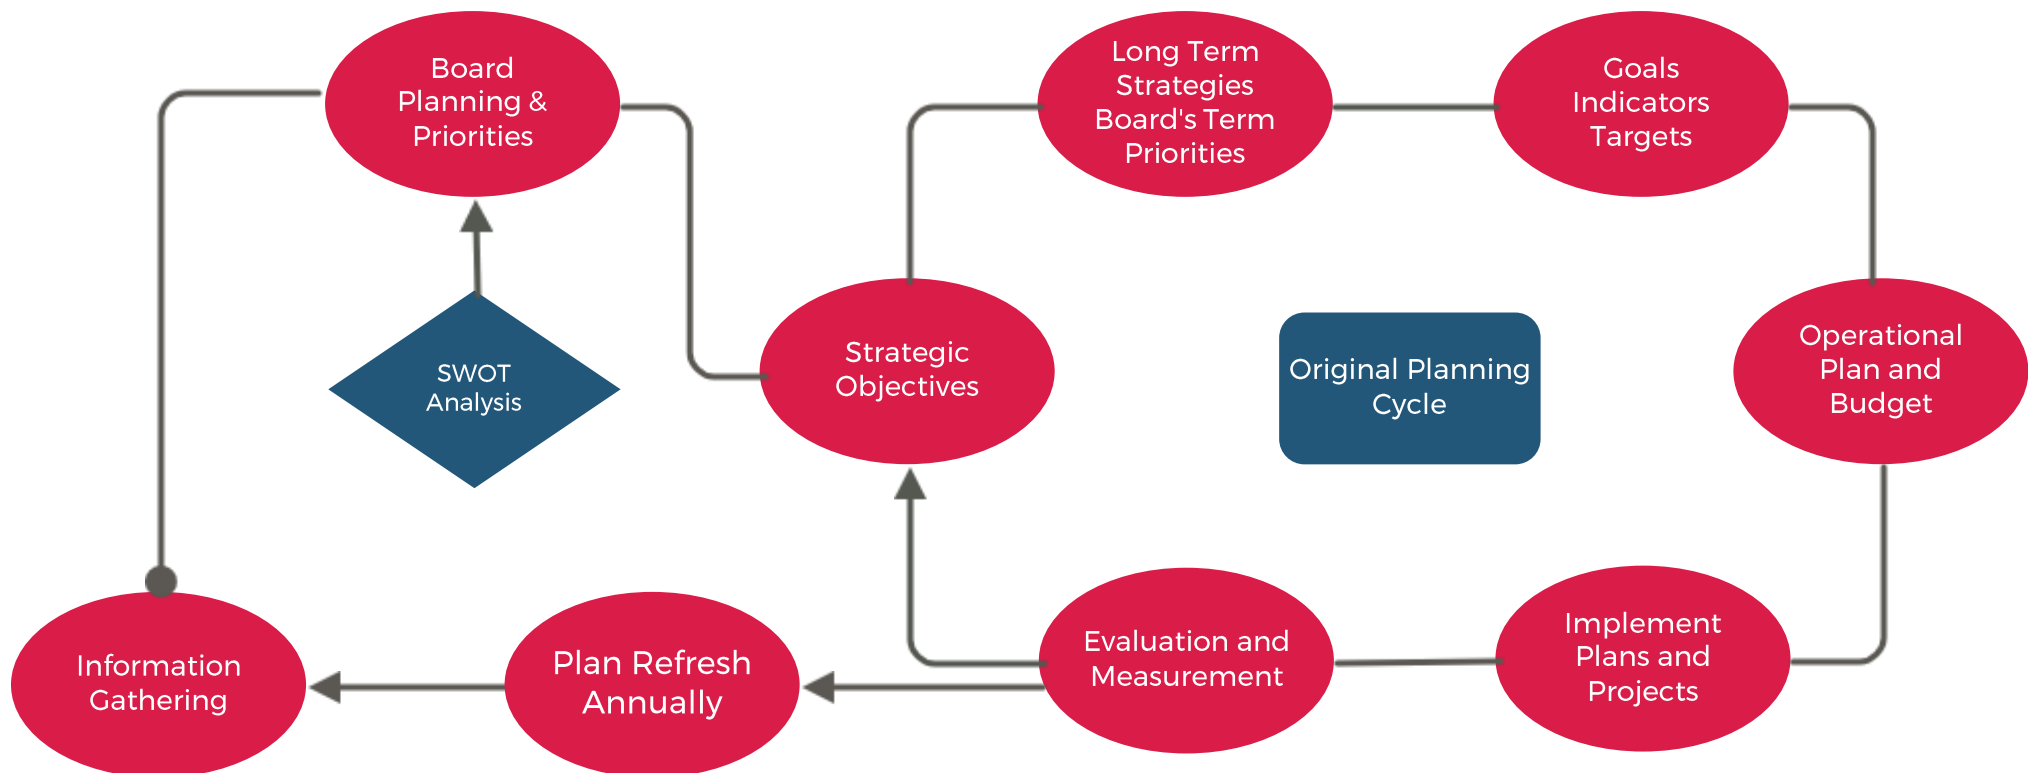 Board
Planning &
Priorities
Long Term
Strategies
Board's Term
Priorities
Goals
Indicators
Targets
SWOT
Analysis
Strategic
Objectives
Original Planning
Cycle
Operational
Plan and
Budget
Information
Gathering
Plan Refresh
Annually
Evaluation and
Measurement
Implement
Plans and
Projects